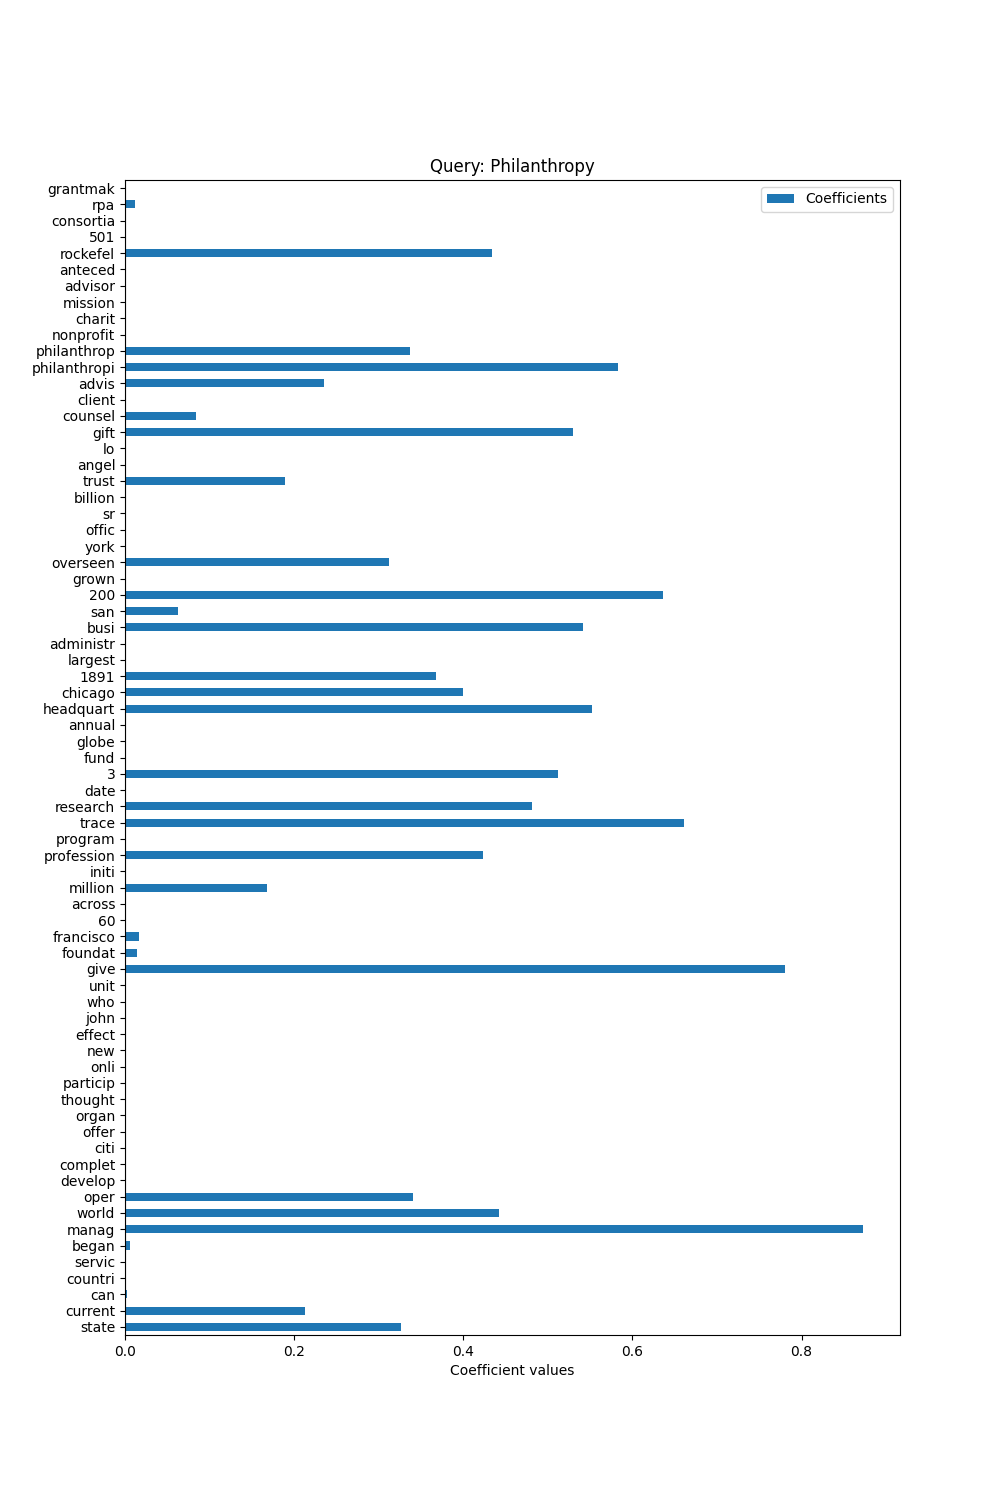 Query: Philanthropy
Coefficients
grantmak
rpa
consortia
501
rockefel
anteced
advisor
mission
charit
nonprofit
philanthrop
philanthropi
advis
client
counsel
gift
lo
angel
trust
billion
sr
offic
york
overseen
grown
200
san
busi
administr
largest
1891
chicago
headquart
annual
globe
fund
3
date
research
trace
program
profession
initi
million
across
60
francisco
foundat
give
unit
who
john
effect
new
onli
particip
thought
organ
offer
citi
complet
develop
oper
world
manag
began
servic
countri
can
current
state
0.0 0.2 0.4 0.6 0.8
Coefficient values